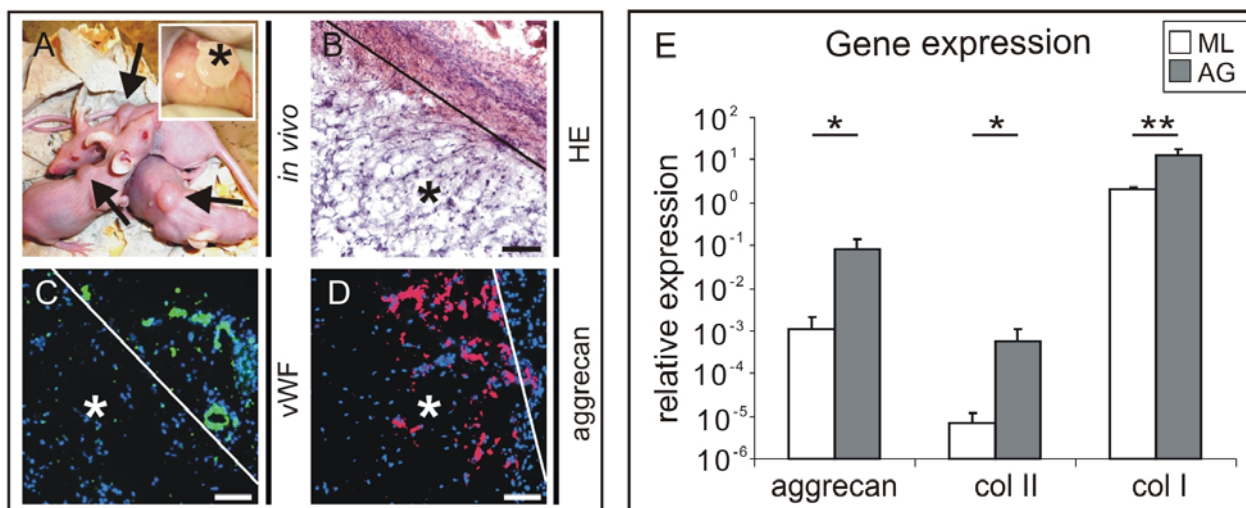 A
*
in vivo
B
*
HE
C
*
vWF
D
*
aggrecan
E
Gene expression
ML
AG
relative expression
10²
10¹
10⁰
10⁻¹
10⁻²
10⁻³
10⁻⁴
10⁻⁵
10⁻⁶
* * **
aggrecan col II col I